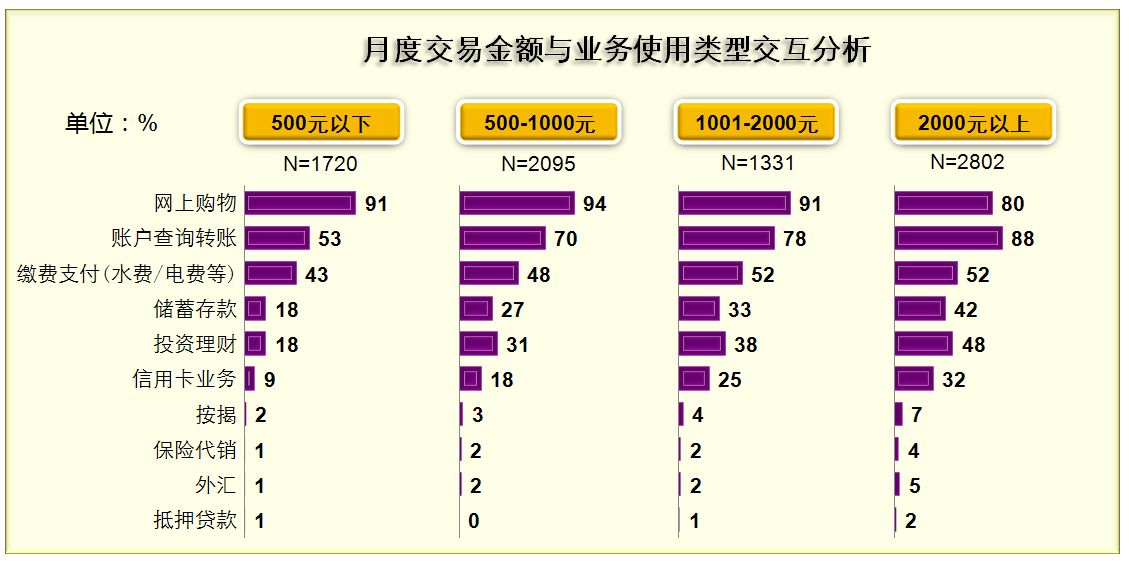 月度交易金额与业务使用类型交互分析
单位：% 500元以下 500-1000元 1001-2000元 2000元以上
N=1720 N=2095 N=1331 N=2802
网上购物 91 94 91 80
账户查询转账 53 70 78 88
缴费支付(水费/电费等) 43 48 52 52
储蓄存款 18 27 33 42
投资理财 18 31 38 48
信用卡业务 9 18 25 32
按揭 2 3 4 7
保险代销 1 2 2 4
外汇 1 2 2 5
抵押贷款 1 0 1 2